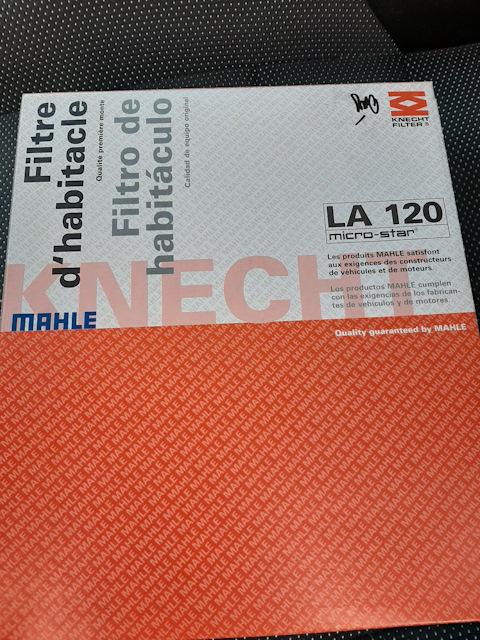 Filtre
d'habitacle
Qualité première monte
Filtro de
habitáculo
Calidad de equipo original
KNECHT
FILTER®
LA 120
micro-star
Les produits MAHLE satisfont
aux exigences des constructeurs
de véhicules et de moteurs.
Los productos MAHLE cumplen
con las exigencias de los fabrican-
tes de vehículos y de motores.
KNECHT
MAHLE
Quality guaranteed by MAHLE